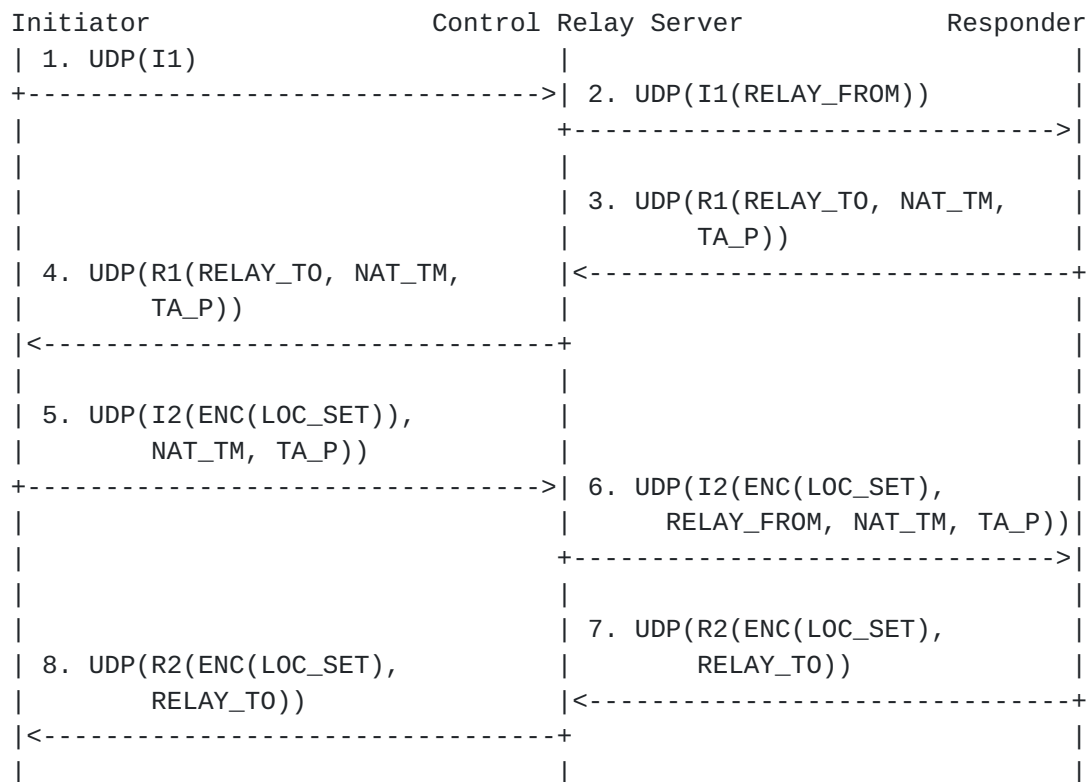 Initiator Control Relay Server Responder
1. UDP(I1)
2. UDP(I1(RELAY_FROM))
3. UDP(R1(RELAY_TO, NAT_TM,
TA_P))
4. UDP(R1(RELAY_TO, NAT_TM,
TA_P))
5. UDP(I2(ENC(LOC_SET)),
NAT_TM, TA_P))
6. UDP(I2(ENC(LOC_SET),
RELAY_FROM, NAT_TM, TA_P))
7. UDP(R2(ENC(LOC_SET),
RELAY_TO))
8. UDP(R2(ENC(LOC_SET),
RELAY_TO))